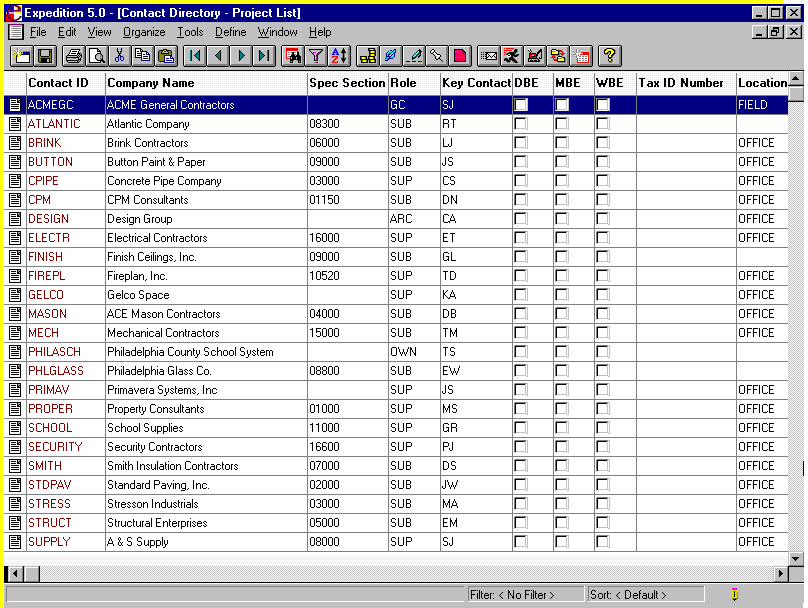 Expedition 5.0 - [Contact Directory - Project List]
File Edit View Organize Tools Define Window Help
Contact ID Company Name Spec Section Role Key Contact DBE MBE WBE Tax ID Number Location
ACMEGC ACME General Contractors GC SJ FIELD
ATLANTIC Atlantic Company 08300 SUB RT
BRINK Brink Contractors 06000 SUB LJ OFFICE
BUTTON Button Paint & Paper 09000 SUB JS OFFICE
CPIPE Concrete Pipe Company 03000 SUP CS OFFICE
CPM CPM Consultants 01150 SUB DN OFFICE
DESIGN Design Group ARC CA OFFICE
ELECTR Electrical Contractors 16000 SUP ET OFFICE
FINISH Finish Ceilings, Inc. 09000 SUB GL
FIREPL Fireplan, Inc. 10520 SUP TD OFFICE
GELCO Gelco Space SUP KA OFFICE
MASON ACE Mason Contractors 04000 SUB DB OFFICE
MECH Mechanical Contractors 15000 SUB TM OFFICE
PHILASCH Philadelphia County School System OWN TS
PHLGLASS Philadelphia Glass Co. 08800 SUB EW
PRIMAV Primavera Systems, Inc SUP JS OFFICE
PROPER Property Consultants 01000 SUP MS OFFICE
SCHOOL School Supplies 11000 SUP GR OFFICE
SECURITY Security Contractors 16600 SUP PJ OFFICE
SMITH Smith Insulation Contractors 07000 SUB DS OFFICE
STDPAV Standard Paving, Inc. 02000 SUB JW OFFICE
STRESS Stresson Industrials 03000 SUB MA OFFICE
STRUCT Structural Enterprises 05000 SUB EM OFFICE
SUPPLY A & S Supply 08000 SUP SJ OFFICE
Filter: < No Filter > Sort: < Default >